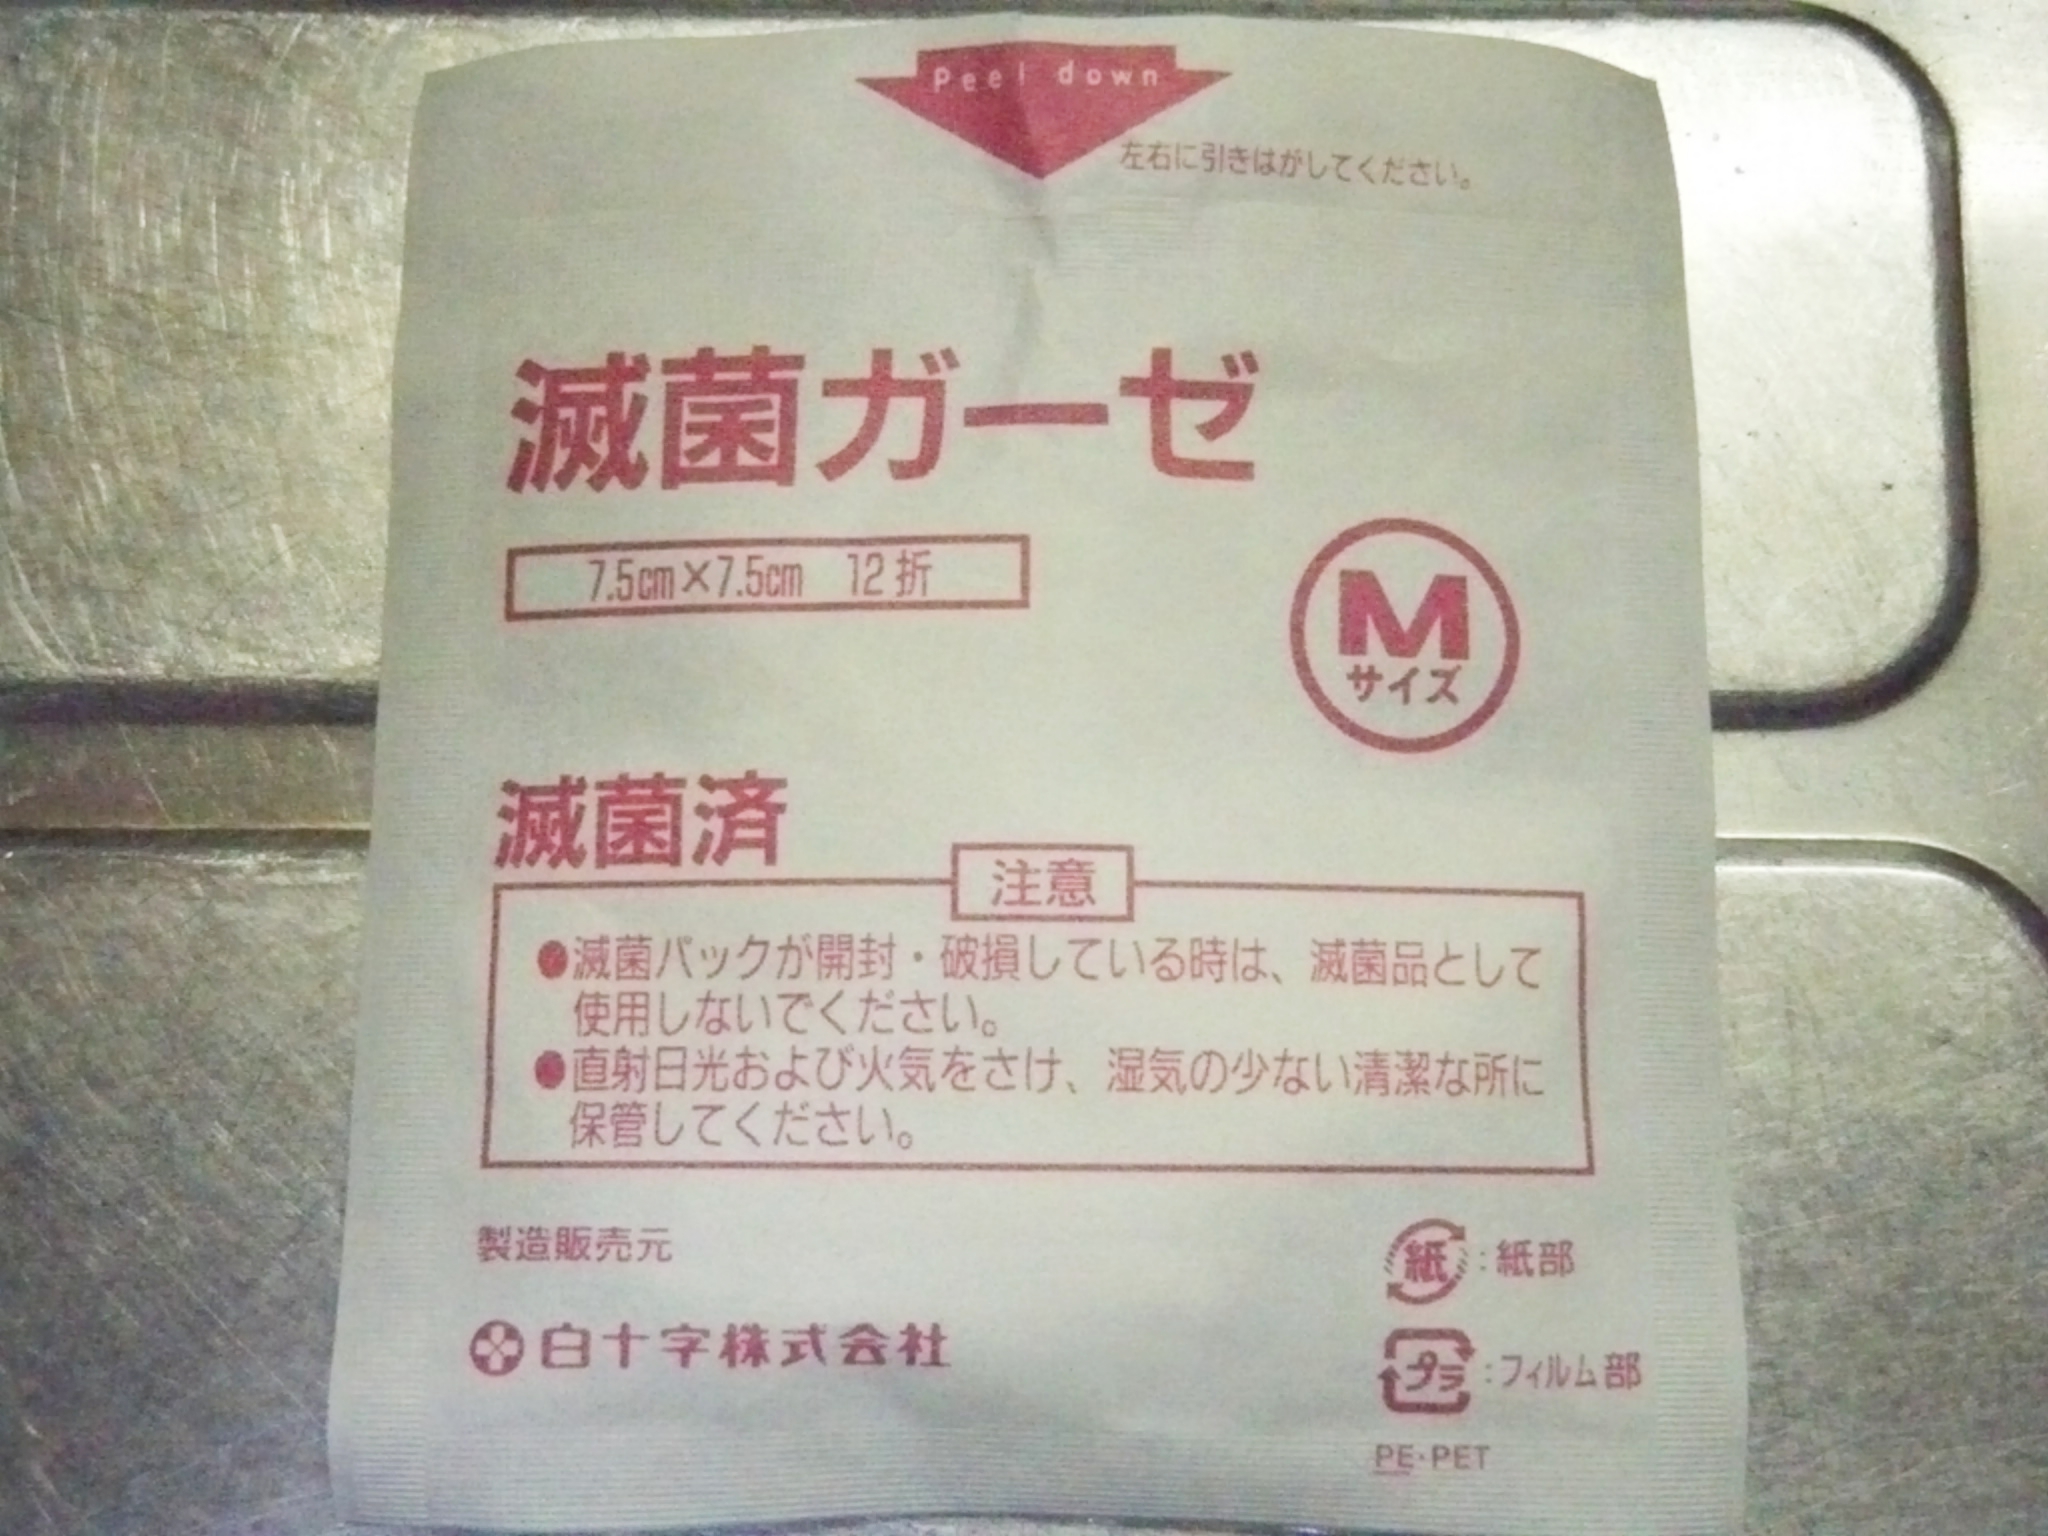 Peel down
左右に引きはがしてください。
滅菌ガーゼ
7.5㎝×7.5㎝ 12折
M
サイズ
滅菌済
注意
●滅菌パックが開封・破損している時は、滅菌品として
使用しないでください。
●直射日光および火気をさけ、湿気の少ない清潔な所に
保管してください。
製造販売元
白十字株式会社
紙:紙部
プラ:フィルム部
PE・PET